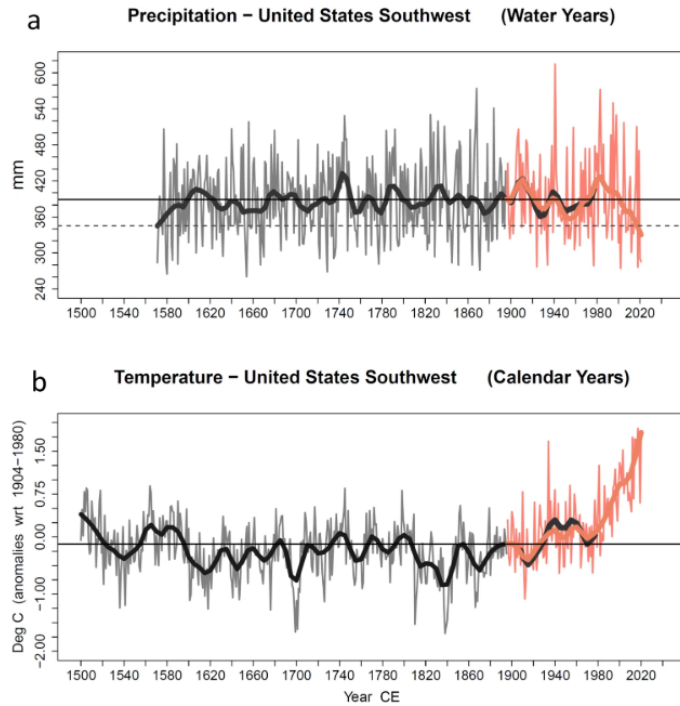 a
Precipitation – United States Southwest (Water Years)
mm
600
540
480
420
360
300
240
1500 1540 1580 1620 1660 1700 1740 1780 1820 1860 1900 1940 1980 2020
b
Temperature – United States Southwest (Calendar Years)
Deg C (anomalies wrt 1904–1980)
1.50
0.75
0.00
-1.00
-2.00
1500 1540 1580 1620 1660 1700 1740 1780 1820 1860 1900 1940 1980 2020
Year CE